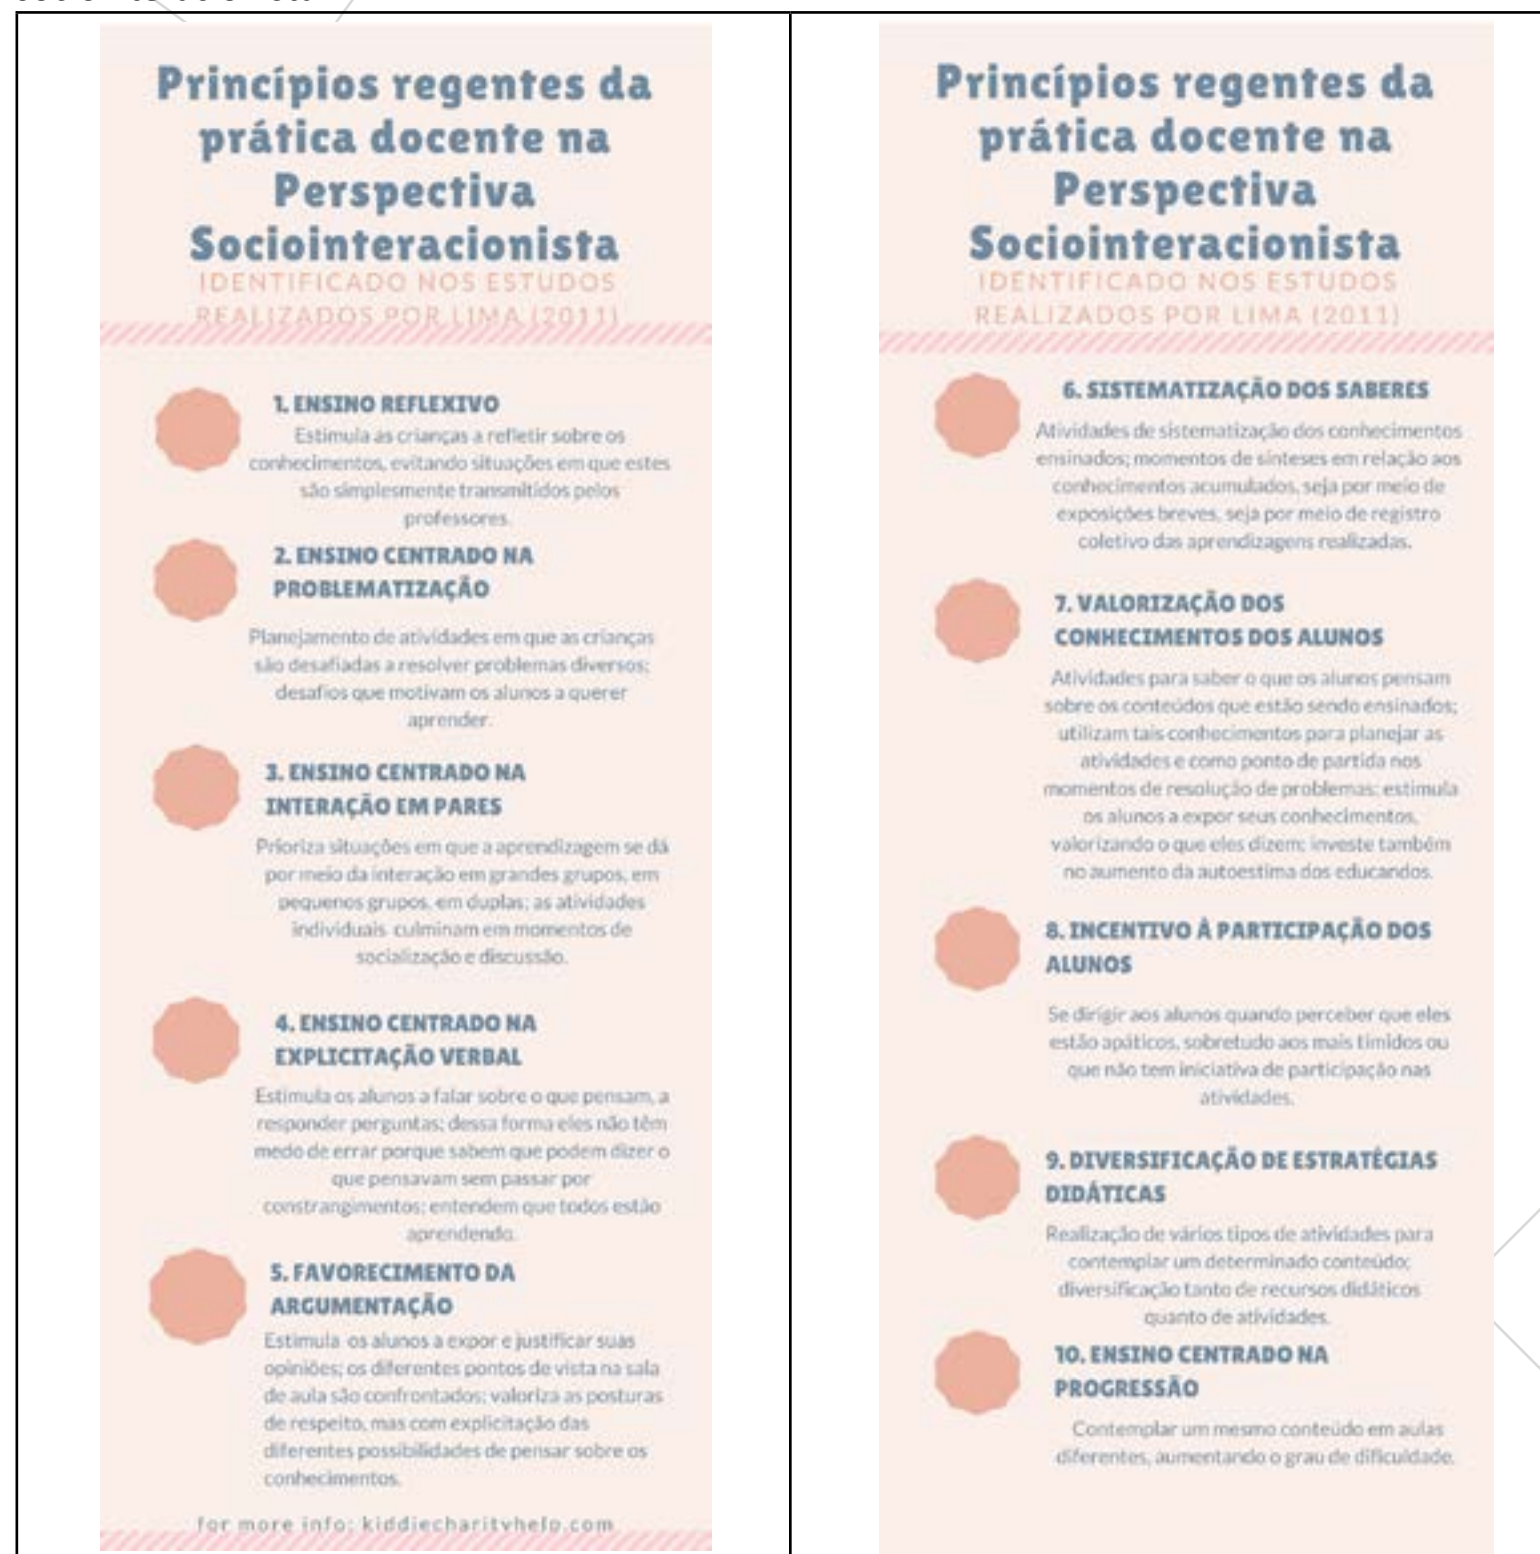 Princípios regentes da
prática docente na
Perspectiva
Sociointeracionista
IDENTIFICADO NOS ESTUDOS
REALIZADOS POR LIMA (2011)
1. ENSINO REFLEXIVO
Estimula as crianças a refletir sobre os
conhecimentos, evitando situações em que estes
são simplesmente transmitidos pelos
professores.
2. ENSINO CENTRADO NA
PROBLEMATIZAÇÃO
Planejamento de atividades em que as crianças
são desafiadas a resolver problemas diversos;
desafios que motivam os alunos a querer
aprender.
3. ENSINO CENTRADO NA
INTERAÇÃO EM PARES
Prioriza situações em que a aprendizagem se dá
por meio da interação em grandes grupos, em
pequenos grupos, em duplas; as atividades
individuais culminam em momentos de
socialização e discussão.
4. ENSINO CENTRADO NA
EXPLICITAÇÃO VERBAL
Estimula os alunos a falar sobre o que pensam, a
responder perguntas; dessa forma eles não têm
medo de errar porque sabem que podem dizer o
que pensavam sem passar por
constrangimentos; entendem que todos estão
aprendendo.
5. FAVORECIMENTO DA
ARGUMENTAÇÃO
Estimula os alunos a expor e justificar suas
opiniões; os diferentes pontos de vista na sala
de aula são confrontados; valoriza as posturas
de respeito, mas com explicitação das
diferentes possibilidades de pensar sobre os
conhecimentos.
for more info: kiddiecharityhelp.com
Princípios regentes da
prática docente na
Perspectiva
Sociointeracionista
IDENTIFICADO NOS ESTUDOS
REALIZADOS POR LIMA (2011)
6. SISTEMATIZAÇÃO DOS SABERES
Atividades de sistematização dos conhecimentos
ensinados; momentos de sínteses em relação aos
conhecimentos acumulados, seja por meio de
exposições breves, seja por meio de registro
coletivo das aprendizagens realizadas.
7. VALORIZAÇÃO DOS
CONHECIMENTOS DOS ALUNOS
Atividades para saber o que os alunos pensam
sobre os conteúdos que estão sendo ensinados;
utilizam tais conhecimentos para planejar as
atividades e como ponto de partida nos
momentos de resolução de problemas; estimula
os alunos a expor seus conhecimentos,
valorizando o que eles dizem; investe também
no aumento da autoestima dos educandos.
8. INCENTIVO À PARTICIPAÇÃO DOS
ALUNOS
Se dirigir aos alunos quando perceber que eles
estão apáticos, sobretudo aos mais tímidos ou
que não tem iniciativa de participação nas
atividades.
9. DIVERSIFICAÇÃO DE ESTRATÉGIAS
DIDÁTICAS
Realização de vários tipos de atividades para
contemplar um determinado conteúdo;
diversificação tanto de recursos didáticos
quanto de atividades.
10. ENSINO CENTRADO NA
PROGRESSÃO
Contemplar um mesmo conteúdo em aulas
diferentes, aumentando o grau de dificuldade.